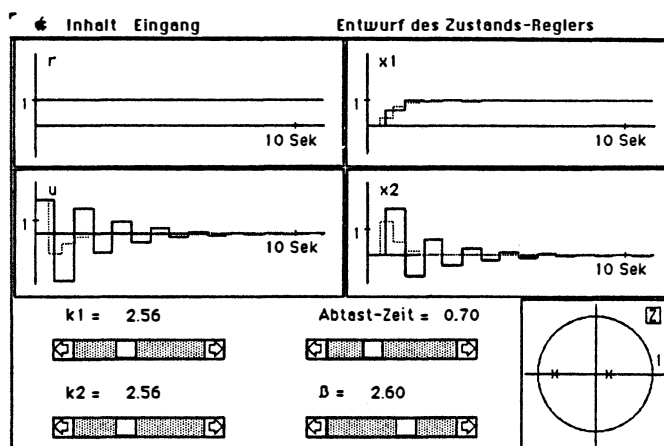 Inhalt Eingang Entwurf des Zustands-Reglers
r
1
10 Sek
x1
1
10 Sek
u
1
10 Sek
x2
1
10 Sek
k1 = 2.56
Abtast-Zeit = 0.70
k2 = 2.56
ß = 2.60
Z
1